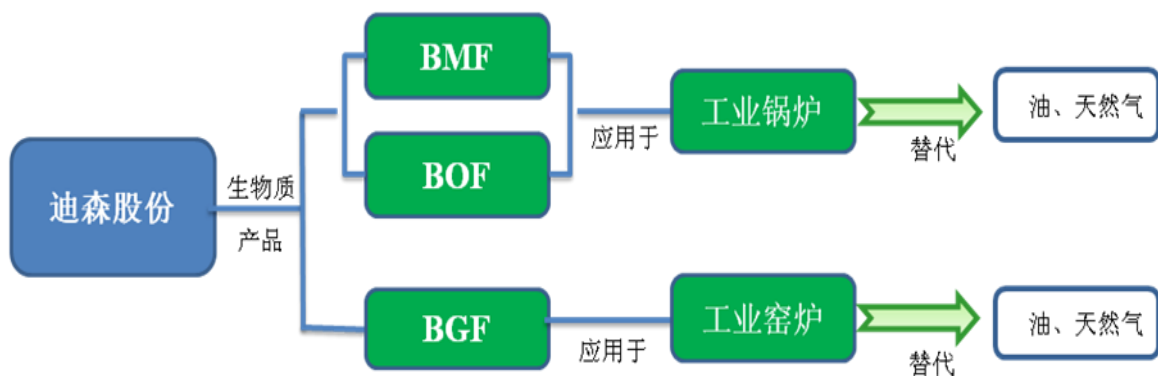 迪森股份
生物质
产品
BMF
BOF
应用于
工业锅炉
替代
油、天然气
BGF
应用于
工业窑炉
替代
油、天然气